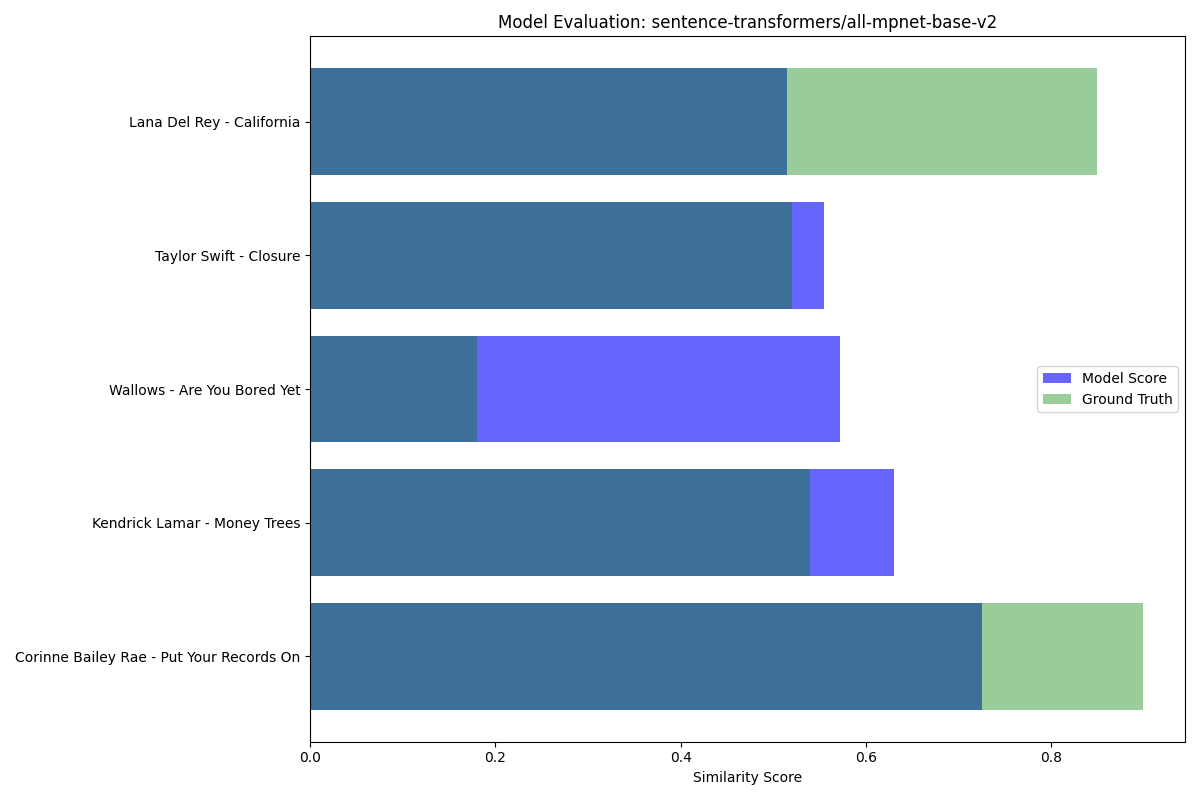 Model Evaluation: sentence-transformers/all-mpnet-base-v2
Lana Del Rey - California
Taylor Swift - Closure
Wallows - Are You Bored Yet
Kendrick Lamar - Money Trees
Corinne Bailey Rae - Put Your Records On
Model Score
Ground Truth
0.0 0.2 0.4 0.6 0.8
Similarity Score